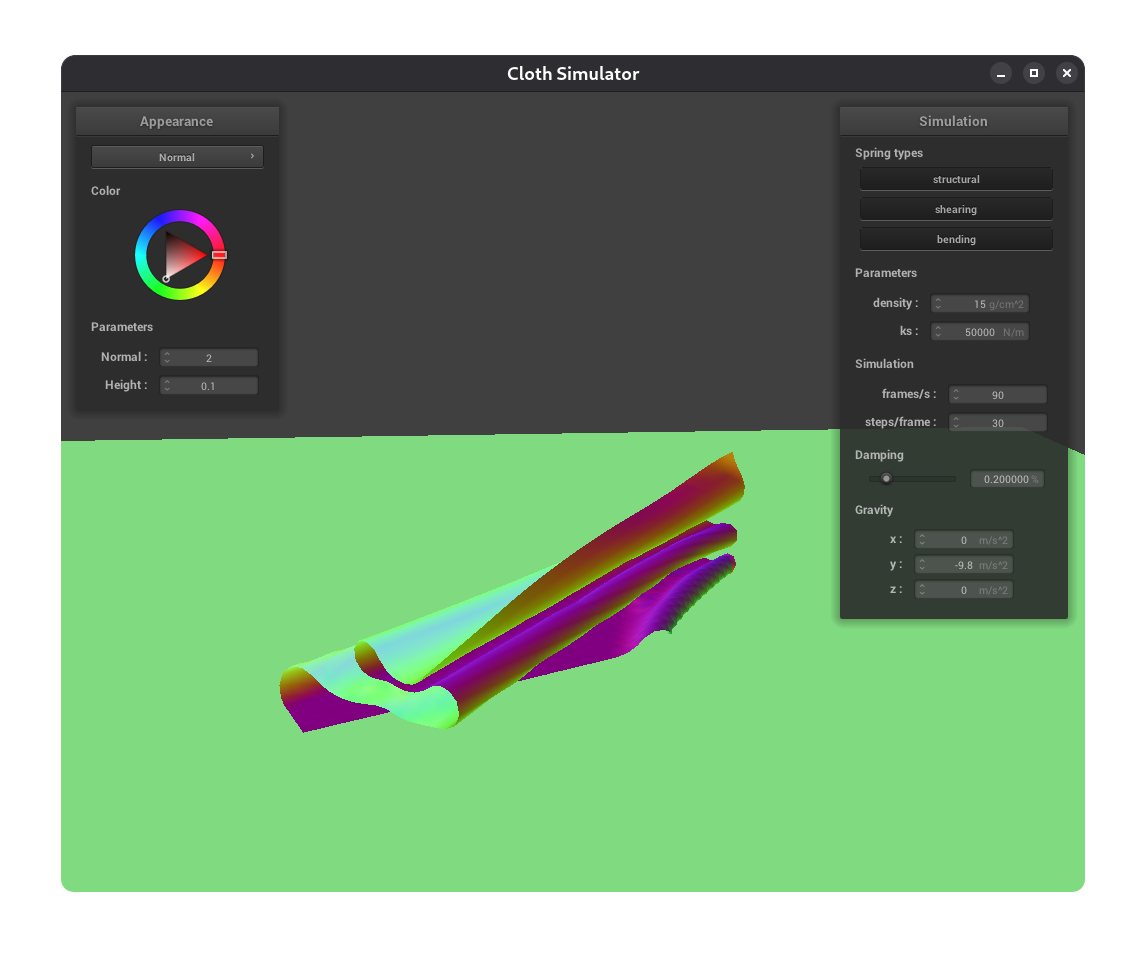 Cloth Simulator
Appearance
Normal
Color
Parameters
Normal : 2
Height : 0.1
Simulation
Spring types
structural
shearing
bending
Parameters
density : 15 g/cm^2
ks : 50000 N/m
Simulation
frames/s : 90
steps/frame : 30
Damping
0.200000 %
Gravity
x : 0 m/s^2
y : -9.8 m/s^2
z : 0 m/s^2